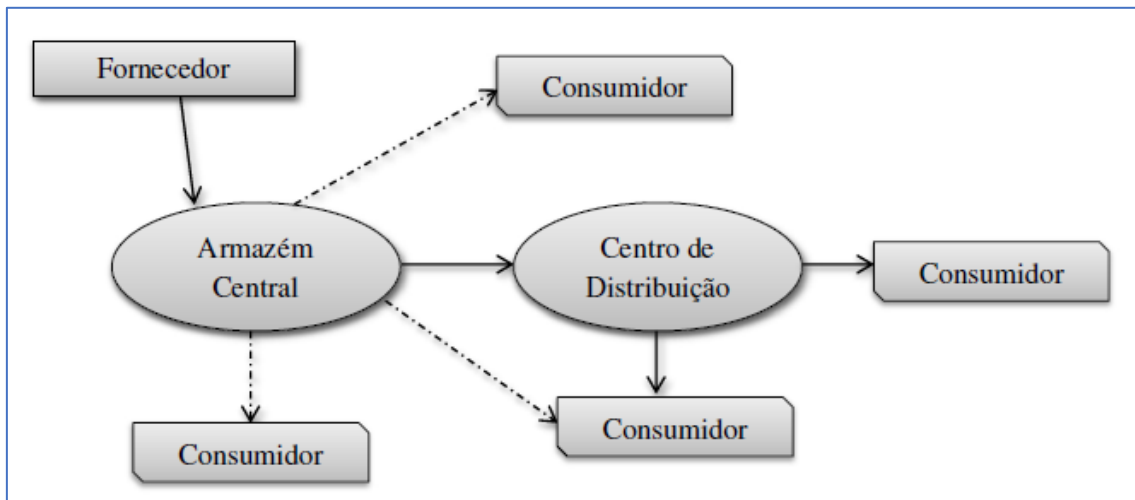 Fornecedor
Consumidor
Armazém
Central
Centro de
Distribuição
Consumidor
Consumidor
Consumidor